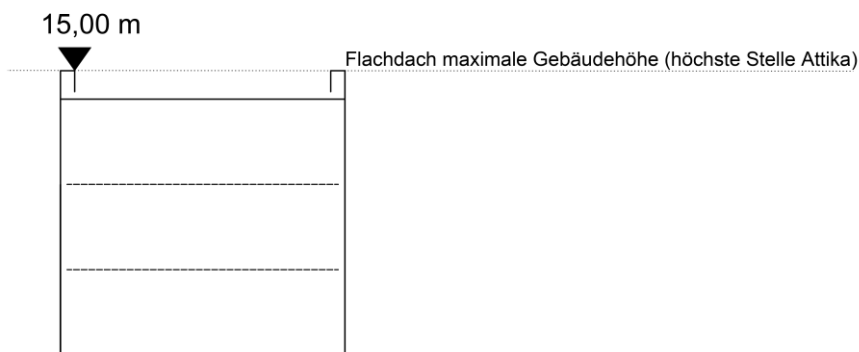 15,00 m
Flachdach maximale Gebäudehöhe (höchste Stelle Attika)